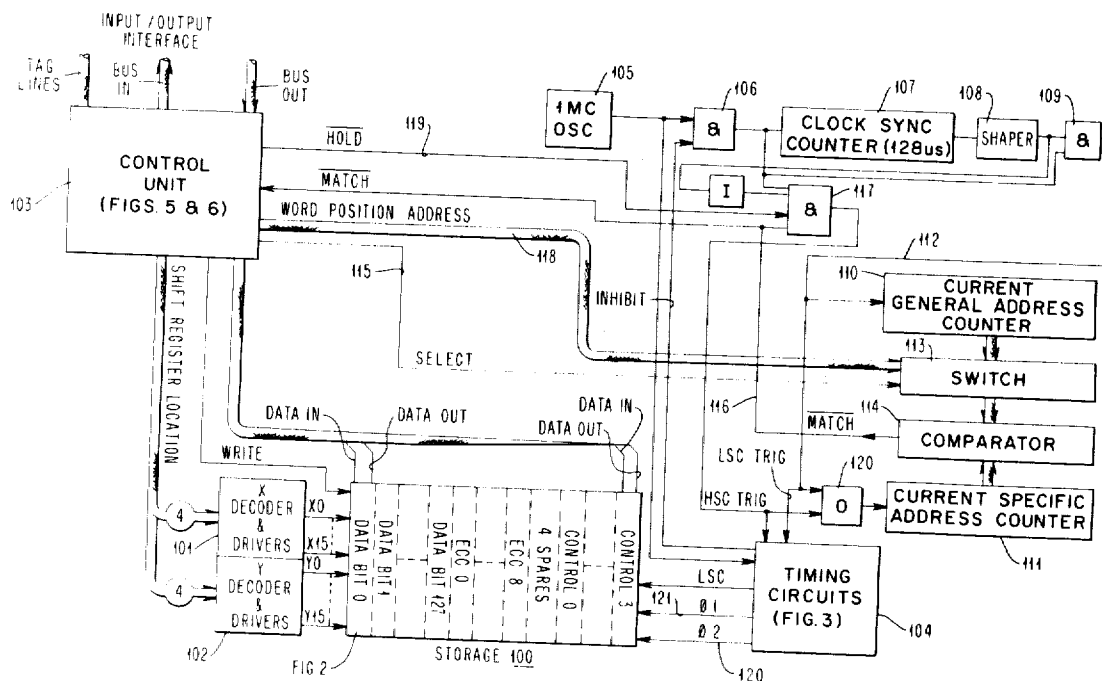 INPUT/OUTPUT
INTERFACE
TAG
LINES
BUS
IN
BUS
OUT
103
CONTROL
UNIT
(FIGS. 5 & 6)
HOLD
119
MATCH
WORD POSITION ADDRESS
118
115
SELECT
INHIBIT
105
1MC
OSC
106
&
107
CLOCK SYNC
COUNTER (128us)
108
SHAPER
109
&
I
117
&
112
110
CURRENT
GENERAL ADDRESS
COUNTER
113
SWITCH
114
MATCH
COMPARATOR
116
LSC TRIG
HSC TRIG
120
O
CURRENT SPECIFIC
ADDRESS COUNTER
111
SHIFT REGISTER LOCATION
WRITE
DATA IN
DATA OUT
DATA IN
DATA OUT
4
X
DECODER
&
DRIVERS
101
X0
X15
4
Y
DECODER
&
DRIVERS
102
Y0
Y15
DATA BIT 0
DATA BIT 1
DATA BIT 127
ECC 0
ECC 8
4 SPARES
CONTROL 0
CONTROL 3
FIG 2
STORAGE 100
LSC
121
Ø1
Ø2
120
TIMING
CIRCUITS
(FIG. 3)
104